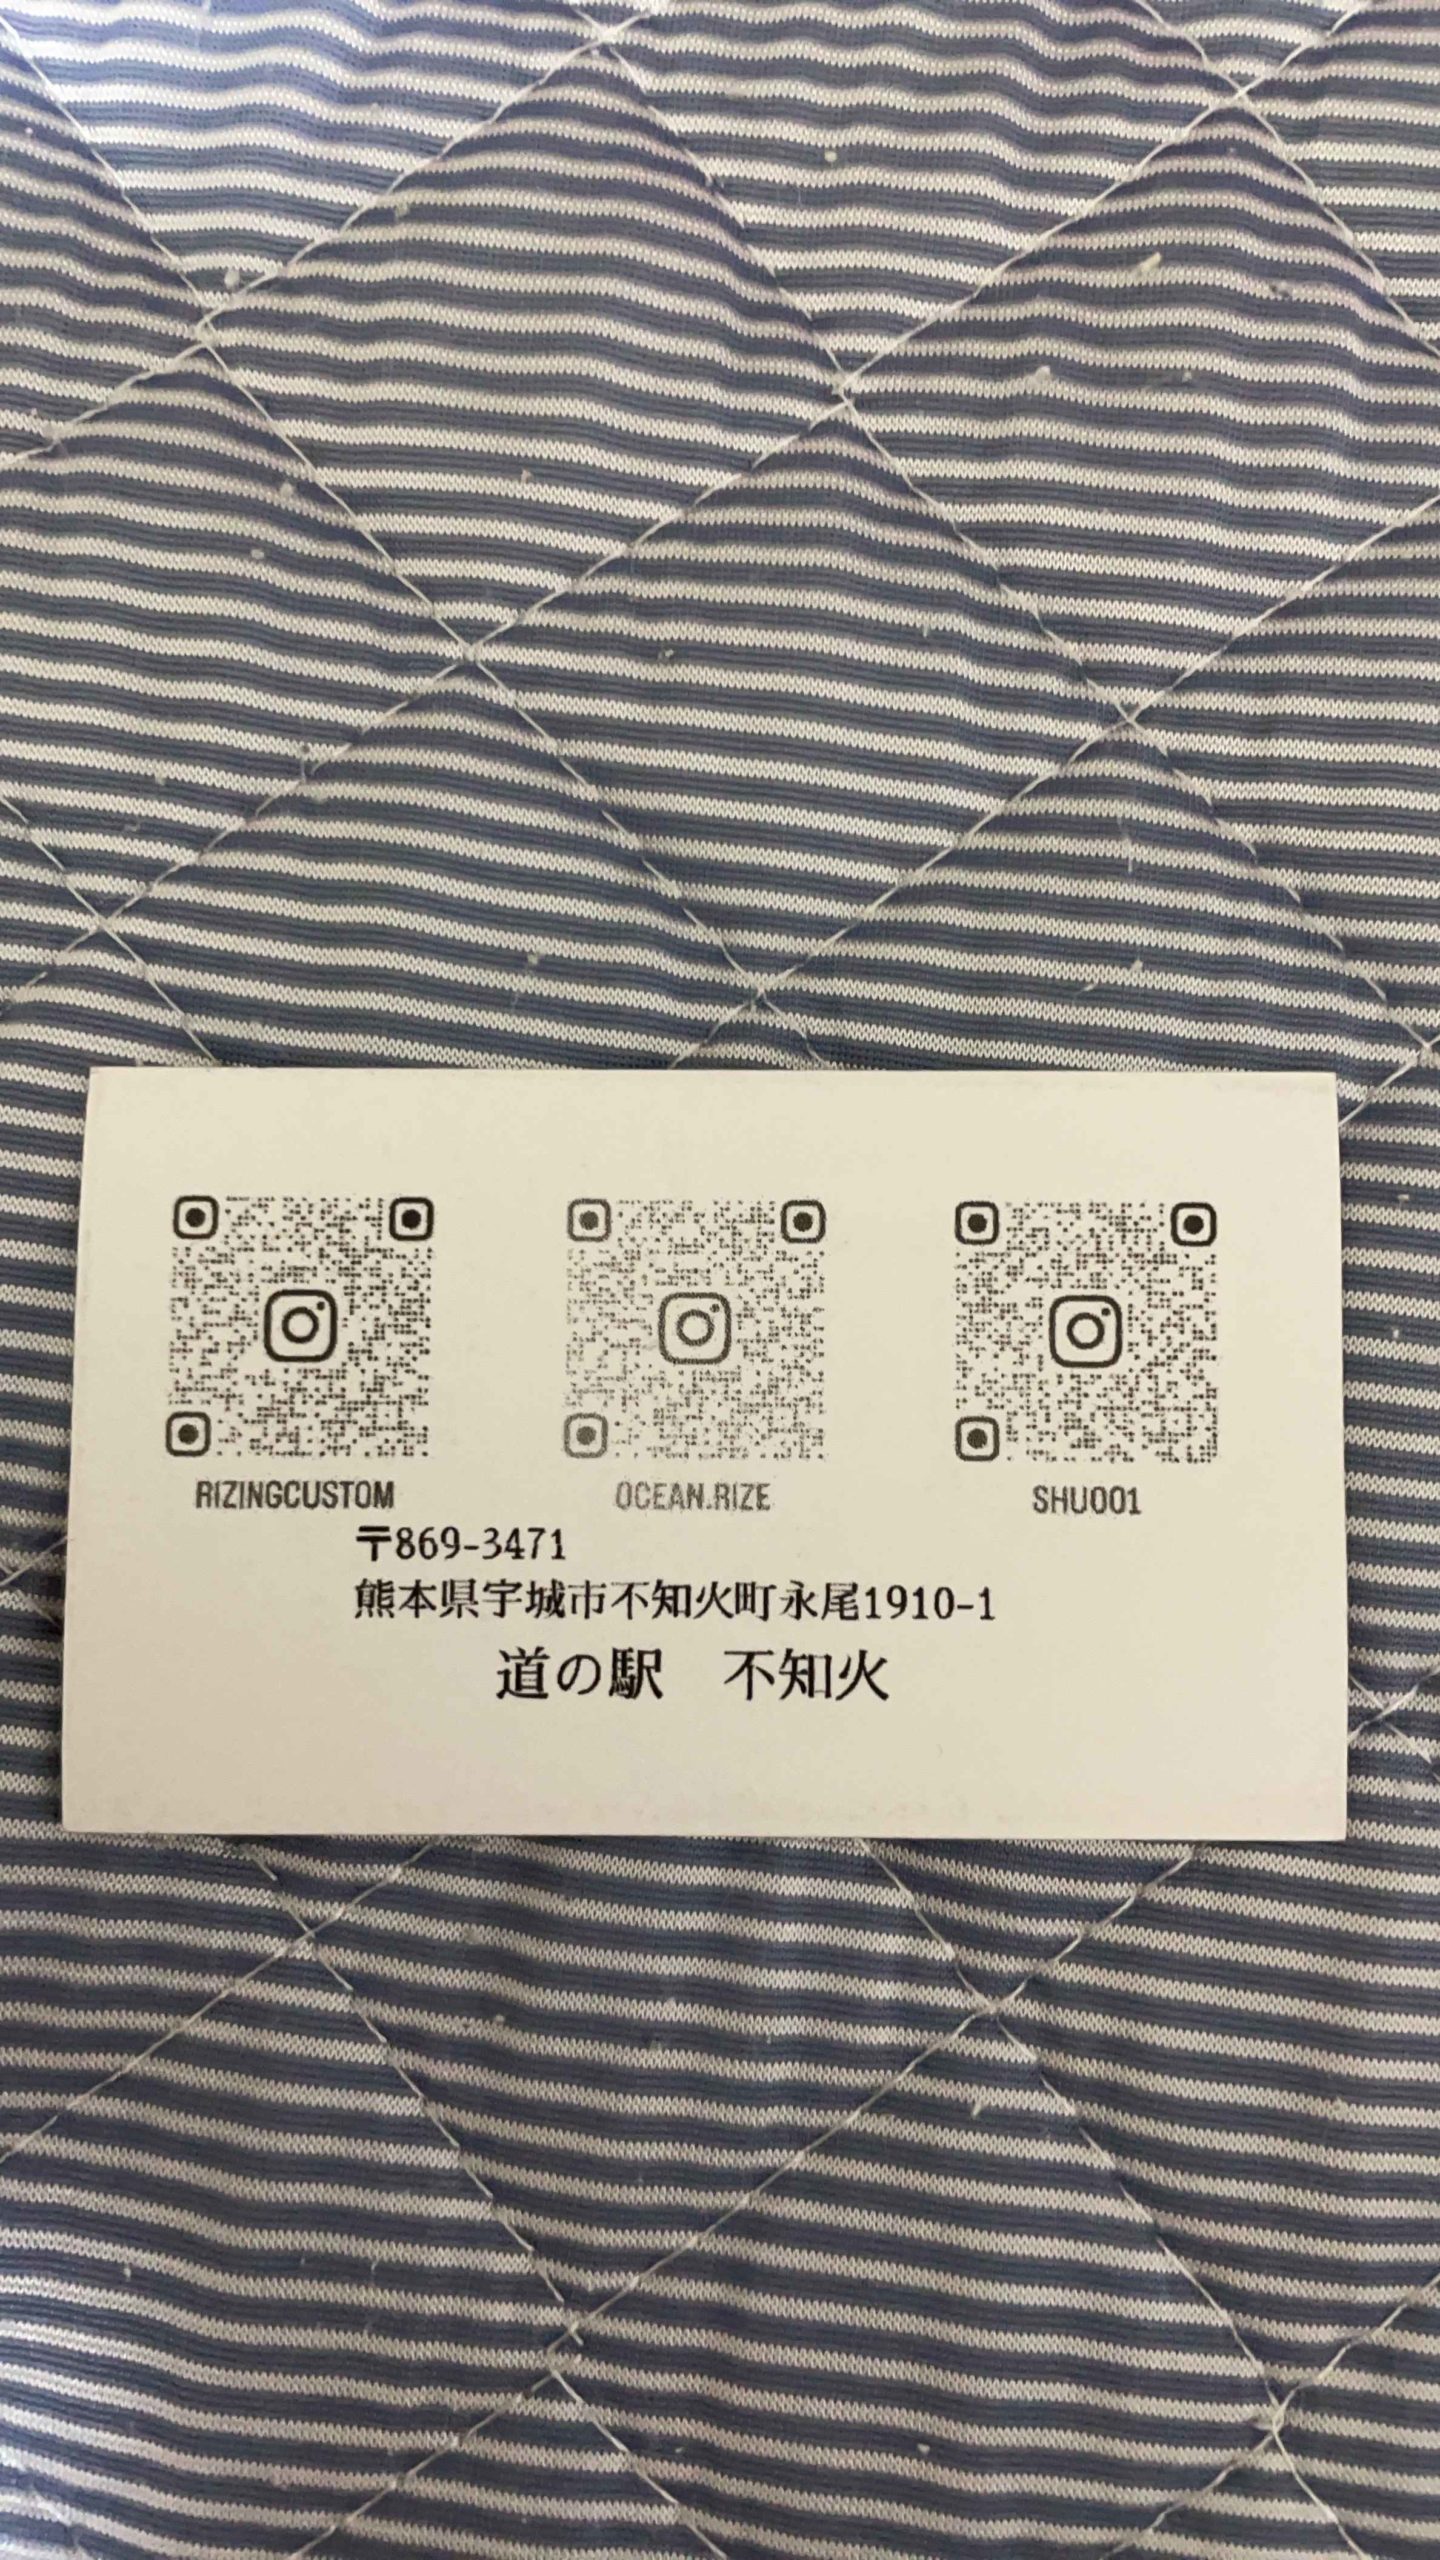 RIZINGCUSTOM
OCEAN.RIZE
SHU001
〒869-3471
熊本県宇城市不知火町永尾1910-1
道の駅　不知火